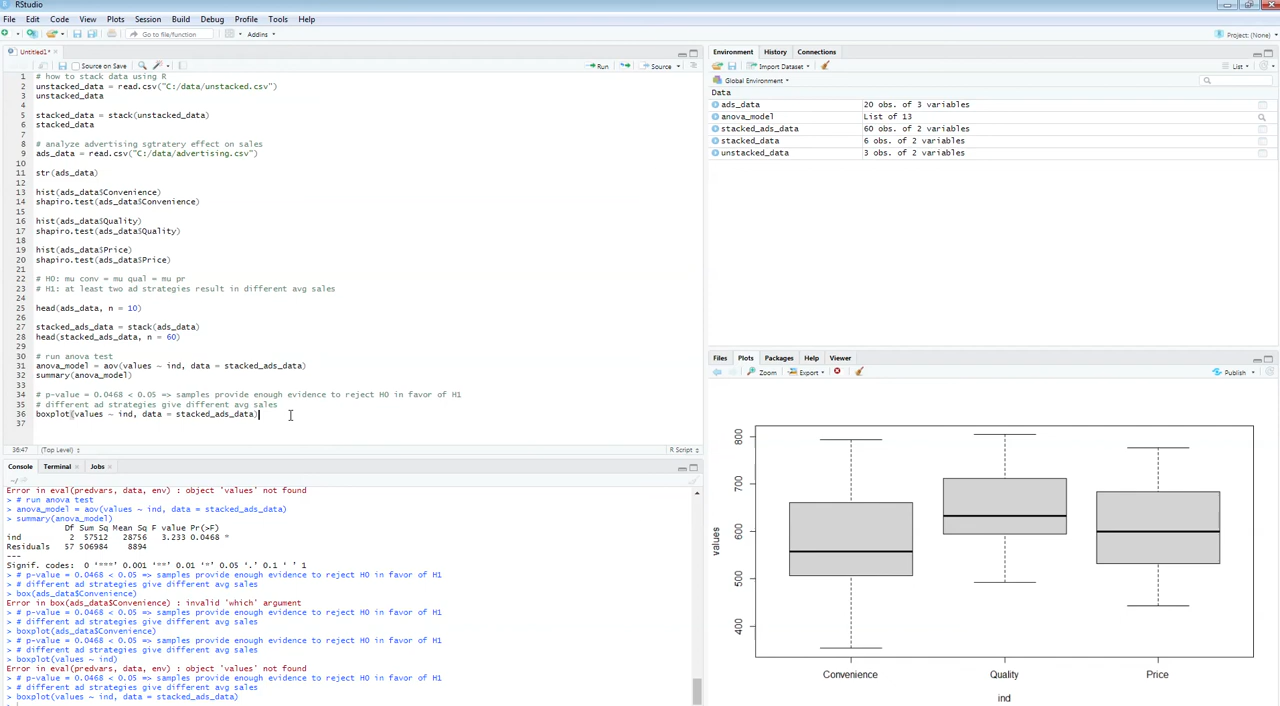 RStudio
File Edit Code View Plots Session Build Debug Profile Tools Help
Go to file/function Addins
Project: (None)
Untitled1*
Source on Save Run Source
1 # how to stack data using R
2 unstacked_data = read.csv("C:/data/unstacked.csv")
3 unstacked_data
4
5 stacked_data = stack(unstacked_data)
6 stacked_data
7
8 # analyze advertising sgtratery effect on sales
9 ads_data = read.csv("C:/data/advertising.csv")
10
11 str(ads_data)
12
13 hist(ads_data$Convenience)
14 shapiro.test(ads_data$Convenience)
15
16 hist(ads_data$Quality)
17 shapiro.test(ads_data$Quality)
18
19 hist(ads_data$Price)
20 shapiro.test(ads_data$Price)
21
22 # H0: mu conv = mu qual = mu pr
23 # H1: at least two ad strategies result in different avg sales
24
25 head(ads_data, n = 10)
26
27 stacked_ads_data = stack(ads_data)
28 head(stacked_ads_data, n = 60)
29
30 # run anova test
31 anova_model = aov(values ~ ind, data = stacked_ads_data)
32 summary(anova_model)
33
34 # p-value = 0.0468 < 0.05 => samples provide enough evidence to reject H0 in favor of H1
35 # different ad strategies give different avg sales
36 boxplot(values ~ ind, data = stacked_ads_data)
37
36:47 (Top Level) R Script
Console Terminal Jobs
~/
Error in eval(predvars, data, env) : object 'values' not found
> # run anova test
> anova_model = aov(values ~ ind, data = stacked_ads_data)
> summary(anova_model)
Df Sum Sq Mean Sq F value Pr(>F)
ind 2 57512 28756 3.233 0.0468 *
Residuals 57 506984 8894
---
Signif. codes: 0 '***' 0.001 '**' 0.01 '*' 0.05 '.' 0.1 ' ' 1
> # p-value = 0.0468 < 0.05 => samples provide enough evidence to reject H0 in favor of H1
> # different ad strategies give different avg sales
> box(ads_data$Convenience)
Error in box(ads_data$Convenience) : invalid 'which' argument
> # p-value = 0.0468 < 0.05 => samples provide enough evidence to reject H0 in favor of H1
> # different ad strategies give different avg sales
> boxplot(ads_data$Convenience)
> # p-value = 0.0468 < 0.05 => samples provide enough evidence to reject H0 in favor of H1
> # different ad strategies give different avg sales
> boxplot(values ~ ind)
Error in eval(predvars, data, env) : object 'values' not found
> # p-value = 0.0468 < 0.05 => samples provide enough evidence to reject H0 in favor of H1
> # different ad strategies give different avg sales
> boxplot(values ~ ind, data = stacked_ads_data)
Environment History Connections
Import Dataset List
Global Environment
Data
ads_data 20 obs. of 3 variables
anova_model List of 13
stacked_ads_data 60 obs. of 2 variables
stacked_data 6 obs. of 2 variables
unstacked_data 3 obs. of 2 variables
Files Plots Packages Help Viewer
Zoom Export Publish
800
700
600
500
400
values
Convenience Quality Price
ind